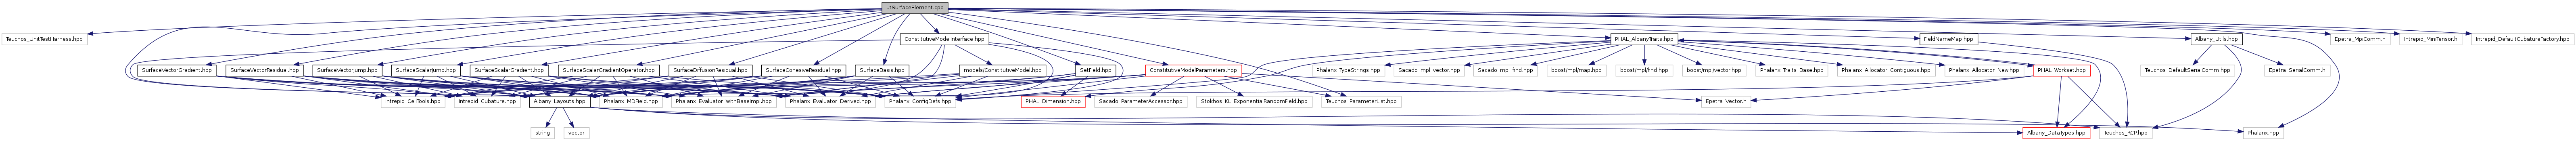 utSurfaceElement.cpp
Teuchos_UnitTestHarness.hpp
ConstitutiveModelInterface.hpp
PHAL_AlbanyTraits.hpp
FieldNameMap.hpp
Albany_Utils.hpp
Epetra_MpiComm.h
Intrepid_MiniTensor.h
Intrepid_DefaultCubatureFactory.hpp
SurfaceVectorGradient.hpp
SurfaceVectorResidual.hpp
SurfaceVectorJump.hpp
SurfaceScalarJump.hpp
SurfaceScalarGradient.hpp
SurfaceScalarGradientOperator.hpp
SurfaceDiffusionResidual.hpp
SurfaceCohesiveResidual.hpp
SurfaceBasis.hpp
models/ConstitutiveModel.hpp
SetField.hpp
ConstitutiveModelParameters.hpp
Phalanx_TypeStrings.hpp
Sacado_mpl_vector.hpp
Sacado_mpl_find.hpp
boost/mpl/map.hpp
boost/mpl/find.hpp
boost/mpl/vector.hpp
Phalanx_Traits_Base.hpp
Phalanx_Allocator_Contiguous.hpp
Phalanx_Allocator_New.hpp
PHAL_Workset.hpp
Teuchos_DefaultSerialComm.hpp
Epetra_SerialComm.h
Intrepid_CellTools.hpp
Intrepid_Cubature.hpp
Albany_Layouts.hpp
Phalanx_MDField.hpp
Phalanx_Evaluator_WithBaseImpl.hpp
Phalanx_Evaluator_Derived.hpp
Phalanx_ConfigDefs.hpp
PHAL_Dimension.hpp
Sacado_ParameterAccessor.hpp
Stokhos_KL_ExponentialRandomField.hpp
Teuchos_ParameterList.hpp
Epetra_Vector.h
string
vector
Albany_DataTypes.hpp
Teuchos_RCP.hpp
Phalanx.hpp